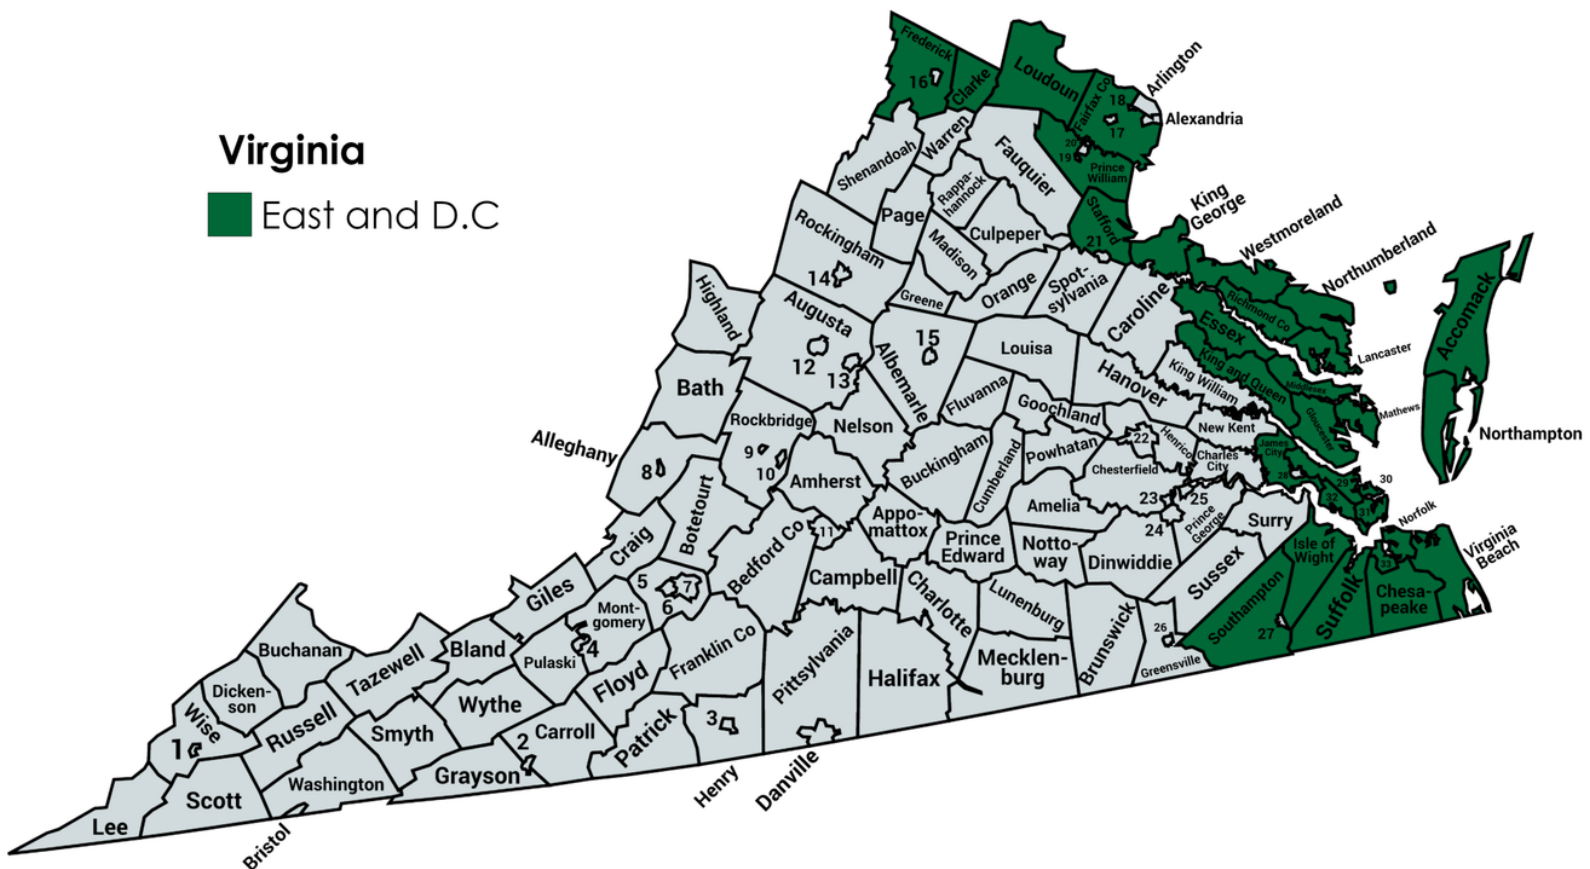 Virginia
East and D.C
Frederick
16
Clarke
Loudoun
Fairfax Co
18
17
Arlington
Alexandria
20
19
Prince
William
Stafford
21
King
George
Westmoreland
Northumberland
Richmond Co
Lancaster
Essex
King and Queen
Middlesex
Mathews
Gloucester
Accomack
Northampton
Shenandoah
Warren
Fauquier
Rappa-
hannock
Page
Culpeper
Madison
Rockingham
14
Greene
Orange
Spot-
sylvania
Caroline
Highland
Augusta
12
13
Albemarle
15
Louisa
Hanover
King William
Bath
Rockbridge
9
10
Nelson
Fluvanna
Goochland
New Kent
Henrico
22
Charles
City
James
City
28
29
30
31
32
Alleghany
8
Botetourt
Amherst
Buckingham
Cumberland
Powhatan
Chesterfield
23
25
Prince
George
24
Amelia
Appo-
mattox
Prince
Edward
Notto-
way
Dinwiddie
Surry
Sussex
Isle of
Wight
Norfolk
33
Virginia
Beach
Chesa-
peake
Suffolk
Southampton
27
Craig
Bedford Co
11
Campbell
Charlotte
Lunenburg
Brunswick
26
Greensville
Giles
5
6
7
Mont-
gomery
4
Franklin Co
Pittsylvania
Halifax
Mecklen-
burg
Buchanan
Tazewell
Bland
Pulaski
Floyd
Dicken-
son
Wise
1
Russell
Smyth
Wythe
2
Carroll
Patrick
3
Henry
Danville
Lee
Scott
Washington
Grayson
Bristol